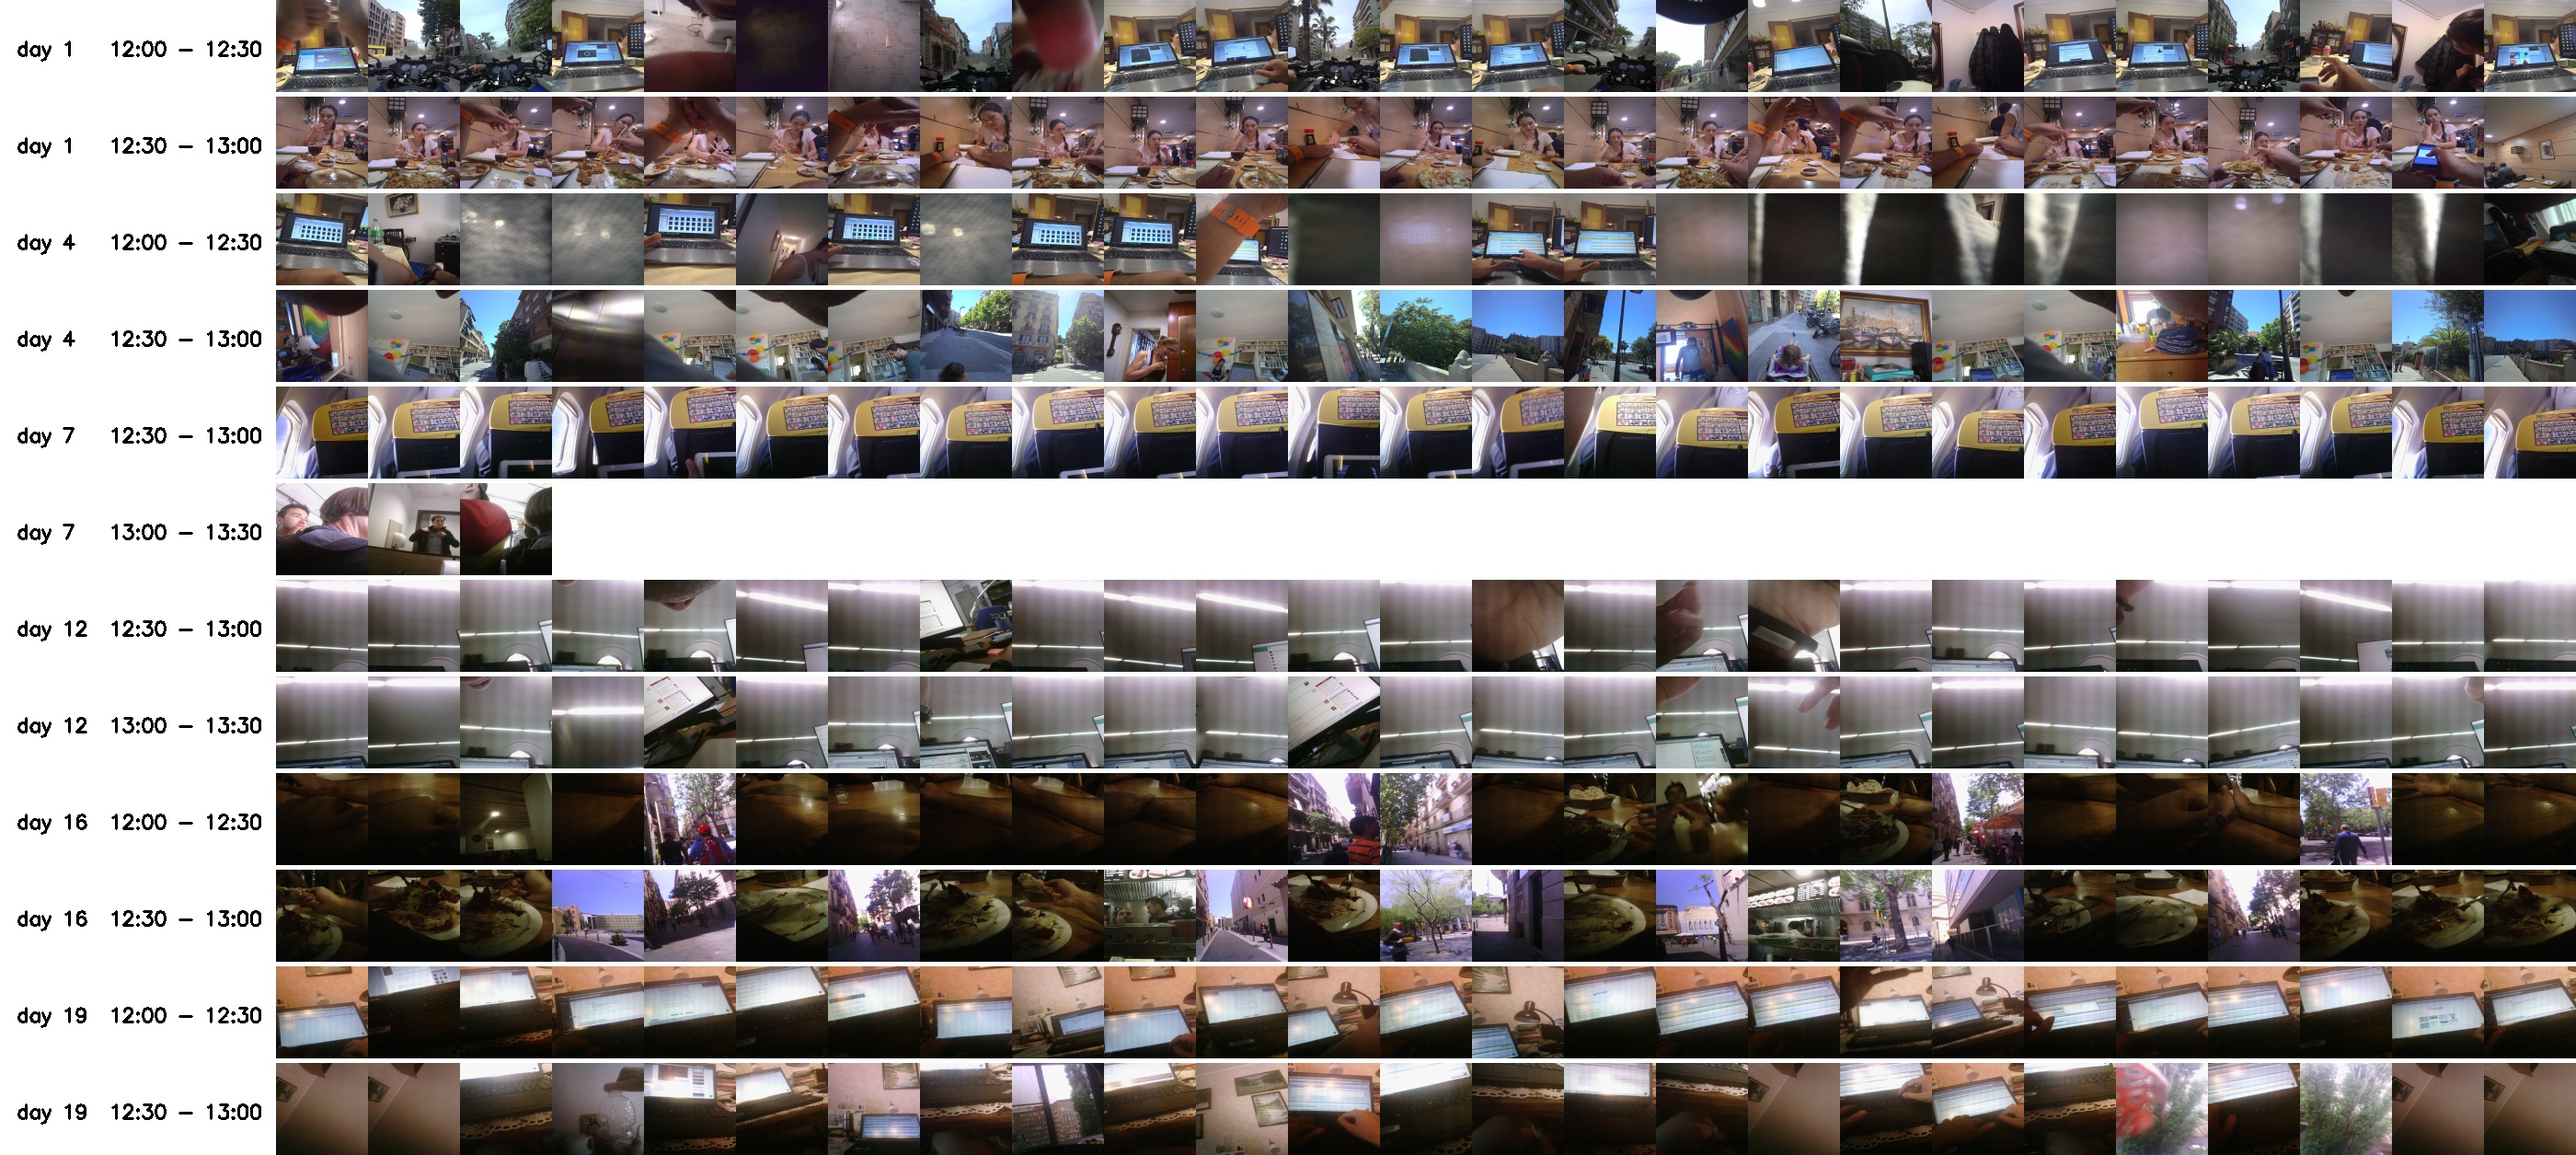 day 1 12:00 - 12:30
day 1 12:30 - 13:00
day 4 12:00 - 12:30
day 4 12:30 - 13:00
day 7 12:30 - 13:00
day 7 13:00 - 13:30
day 12 12:30 - 13:00
day 12 13:00 - 13:30
day 16 12:00 - 12:30
day 16 12:30 - 13:00
day 19 12:00 - 12:30
day 19 12:30 - 13:00